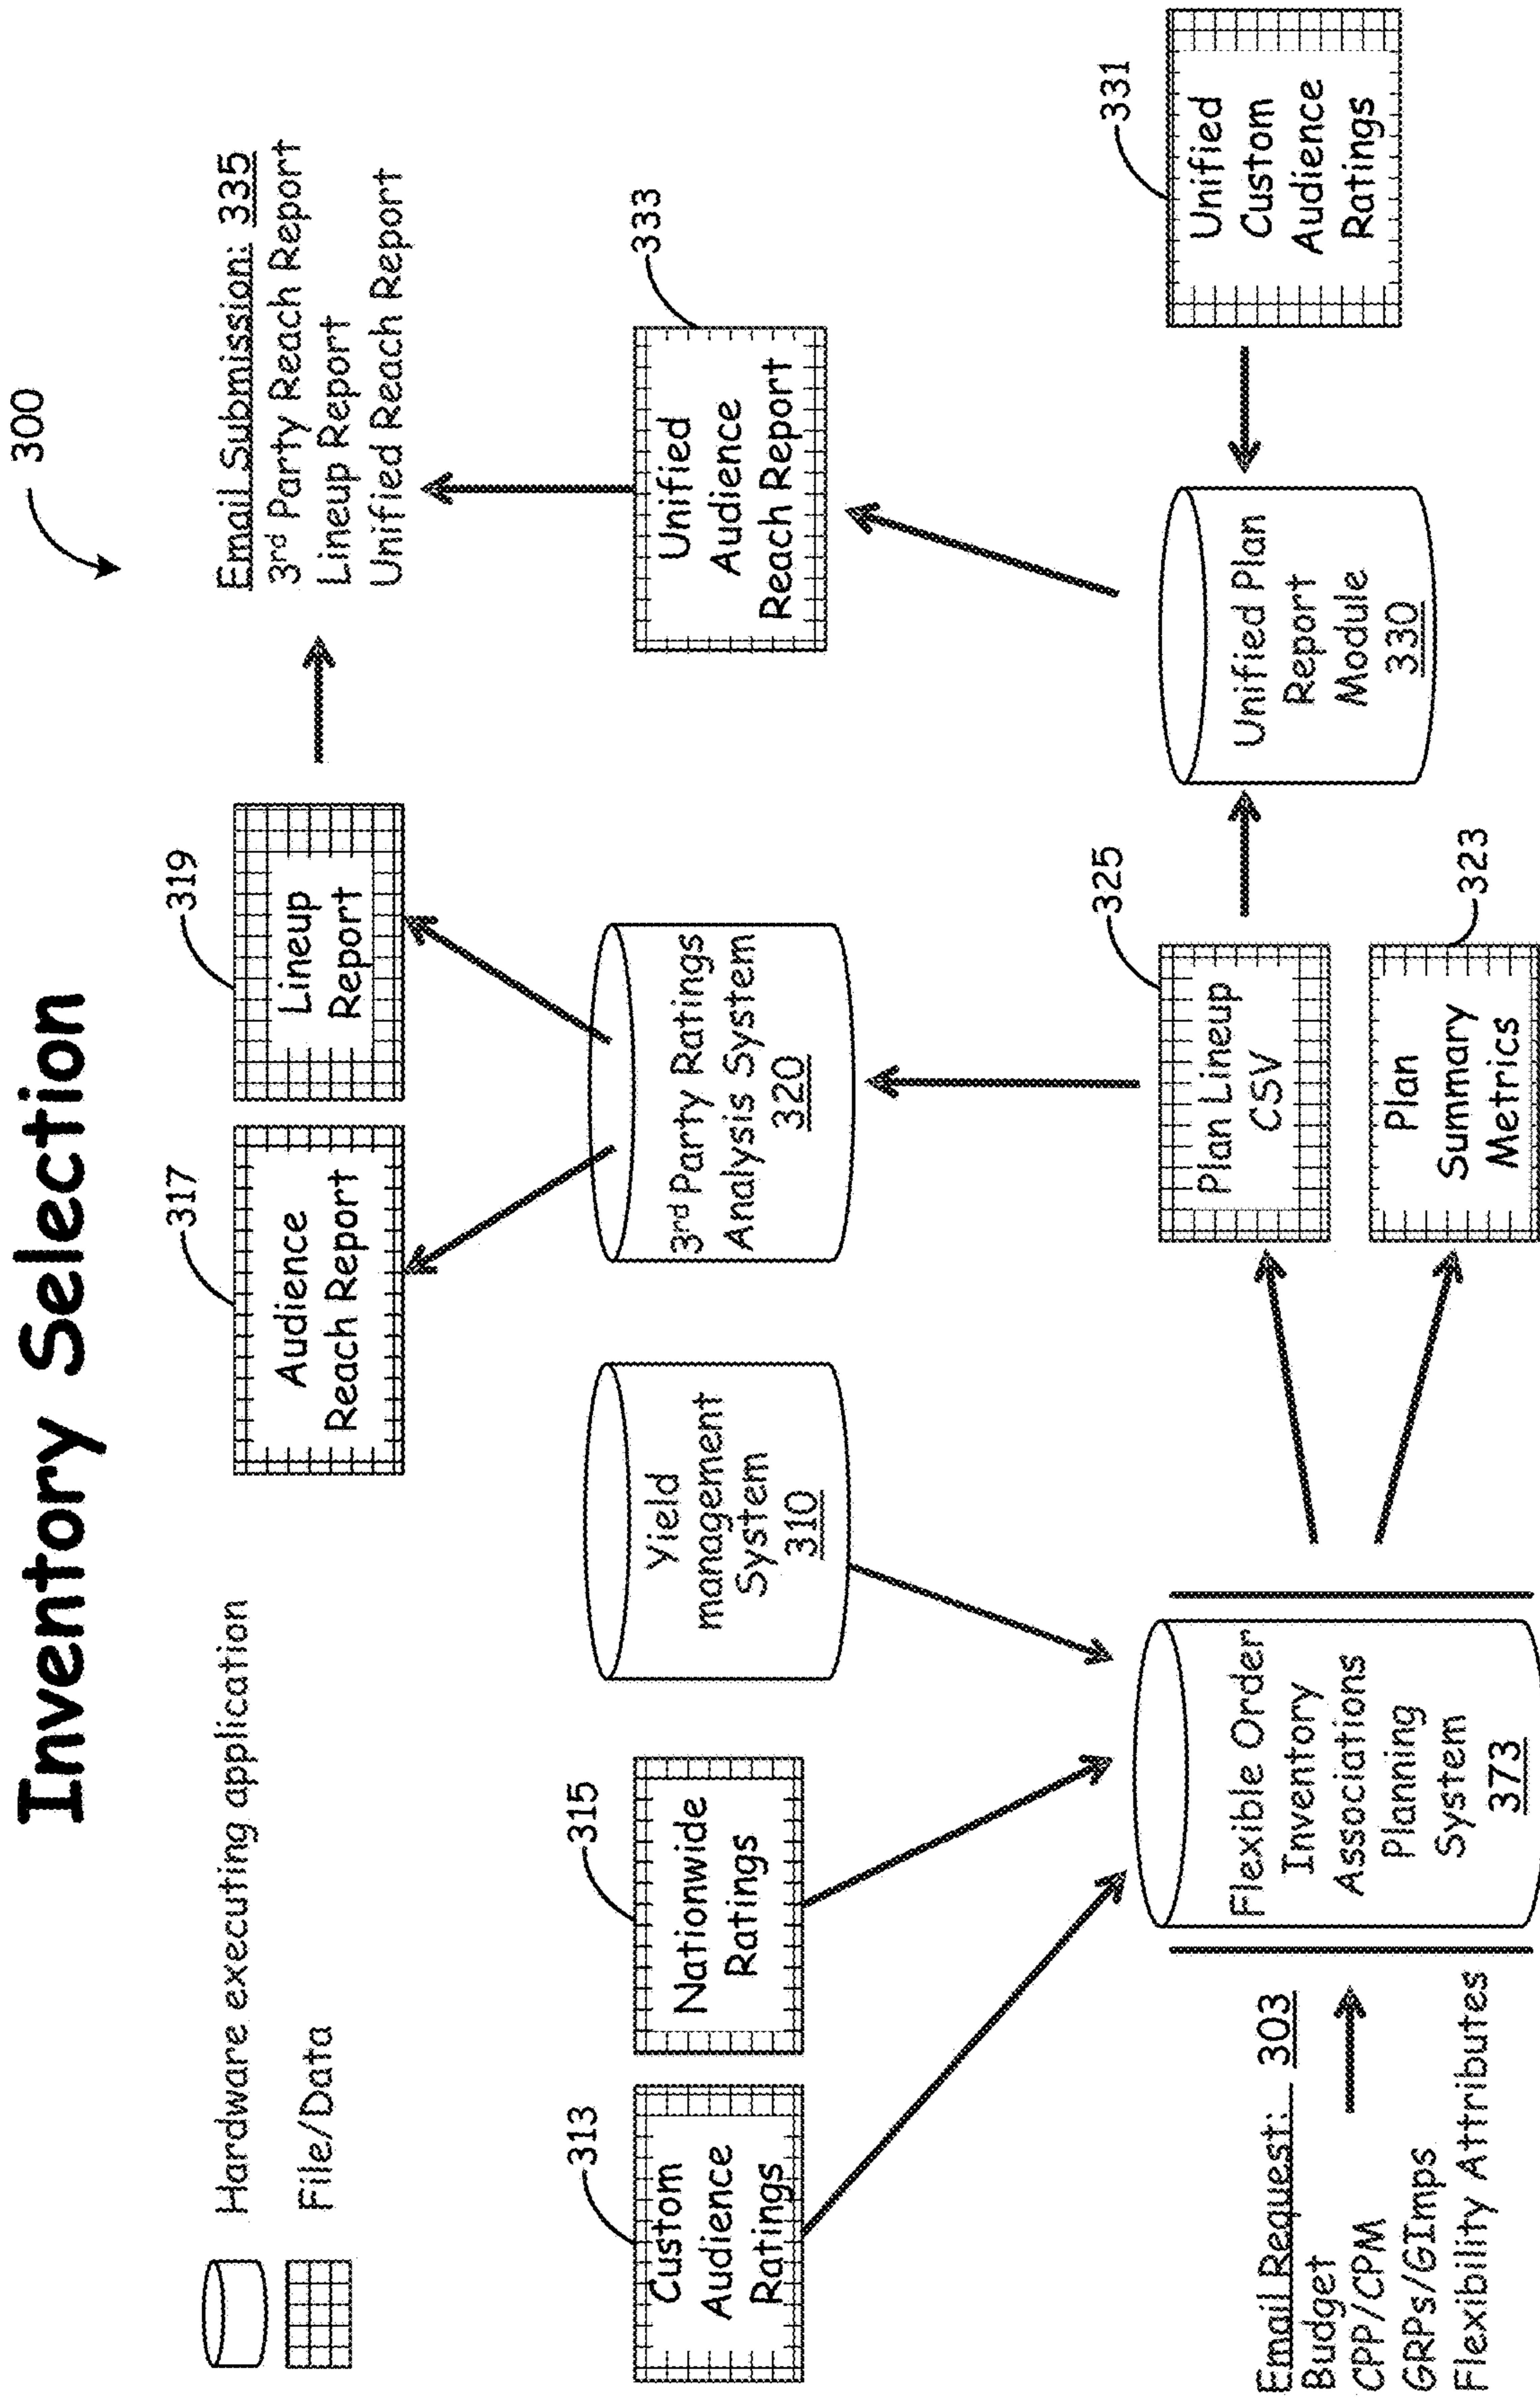 Inventory Selection
300
Hardware executing application
File/Data
317
Audience
Reach Report
319
Lineup
Report
Email Submission: 335
3rd Party Reach Report
Lineup Report
Unified Reach Report
313
Custom
Audience
Ratings
315
Nationwide
Ratings
Yield
management
System
310
3rd Party Ratings
Analysis System
320
333
Unified
Audience
Reach Report
Email Request: 303
Budget
CPP/CPM
GRPs/GImps
Flexibility Attributes
Flexible Order
Inventory
Associations
Planning
System
373
325
Plan Lineup
CSV
323
Plan
Summary
Metrics
Unified Plan
Report
Module
330
331
Unified
Custom
Audience
Ratings